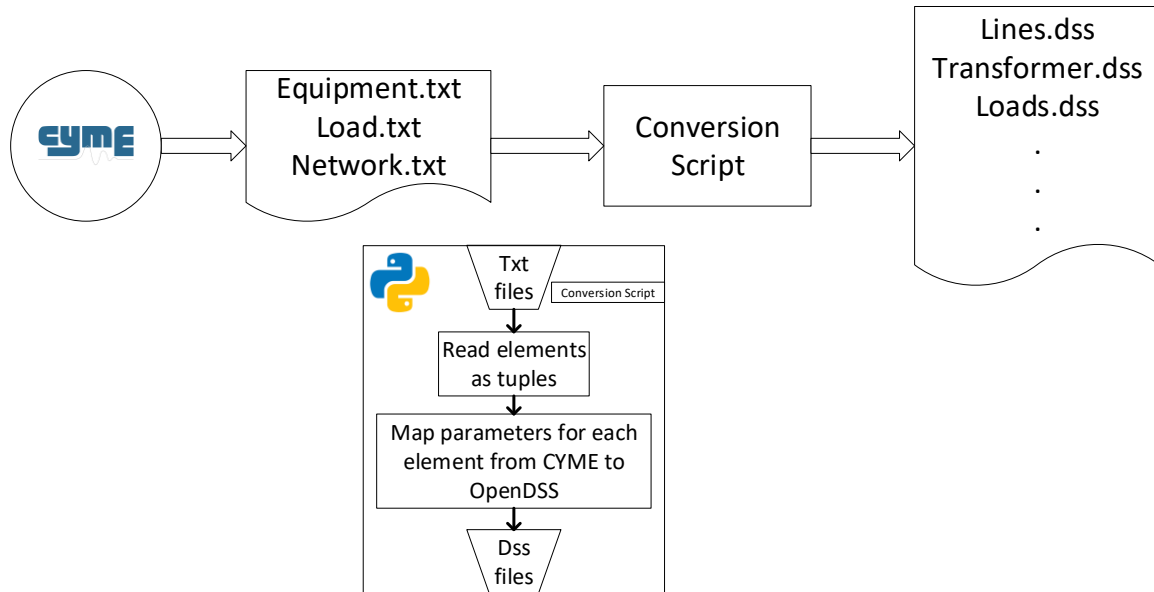 CYME
Equipment.txt
Load.txt
Network.txt
Conversion
Script
Lines.dss
Transformer.dss
Loads.dss
.
.
.
Txt
files
Conversion Script
Read elements
as tuples
Map parameters for each
element from CYME to
OpenDSS
Dss
files